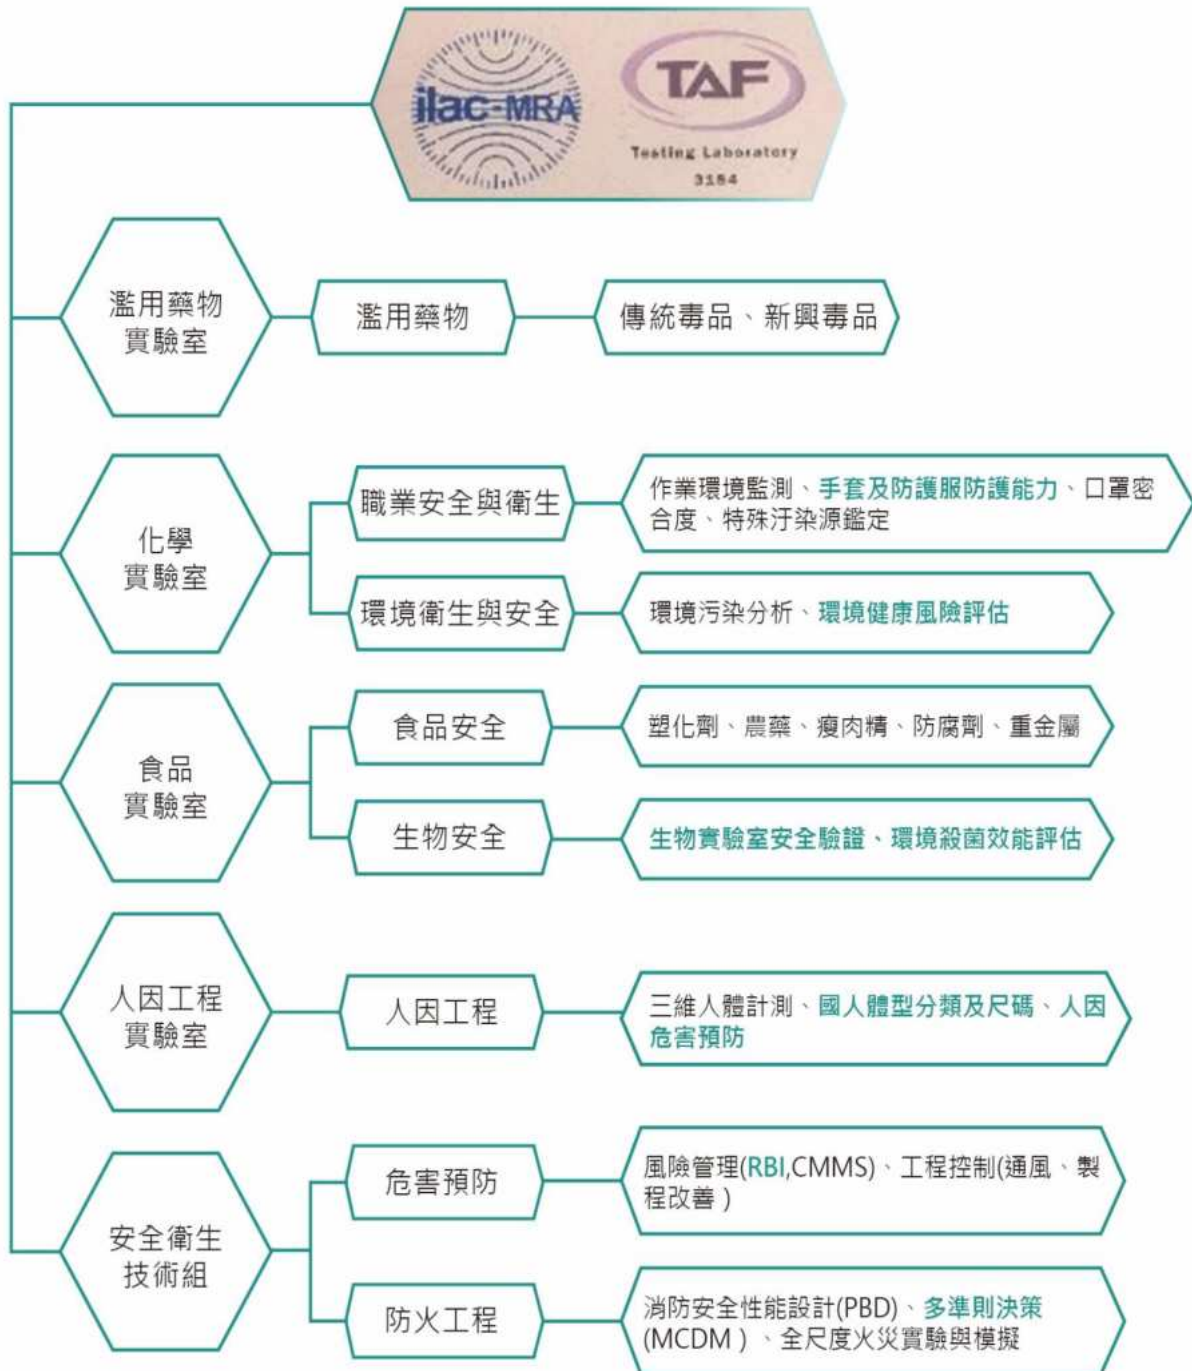 ilac-MRA
TAF
Testing Laboratory
3184
濫用藥物
實驗室
濫用藥物
傳統毒品、新興毒品
化學
實驗室
職業安全與衛生
作業環境監測、手套及防護服防護能力、口罩密
合度、特殊汙染源鑑定
環境衛生與安全
環境污染分析、環境健康風險評估
食品
實驗室
食品安全
塑化劑、農藥、瘦肉精、防腐劑、重金屬
生物安全
生物實驗室安全驗證、環境殺菌效能評估
人因工程
實驗室
人因工程
三維人體計測、國人體型分類及尺碼、人因
危害預防
安全衛生
技術組
危害預防
風險管理(RBI,CMMS)、工程控制(通風、製
程改善)
防火工程
消防安全性能設計(PBD)、多準則決策
(MCDM)、全尺度火災實驗與模擬